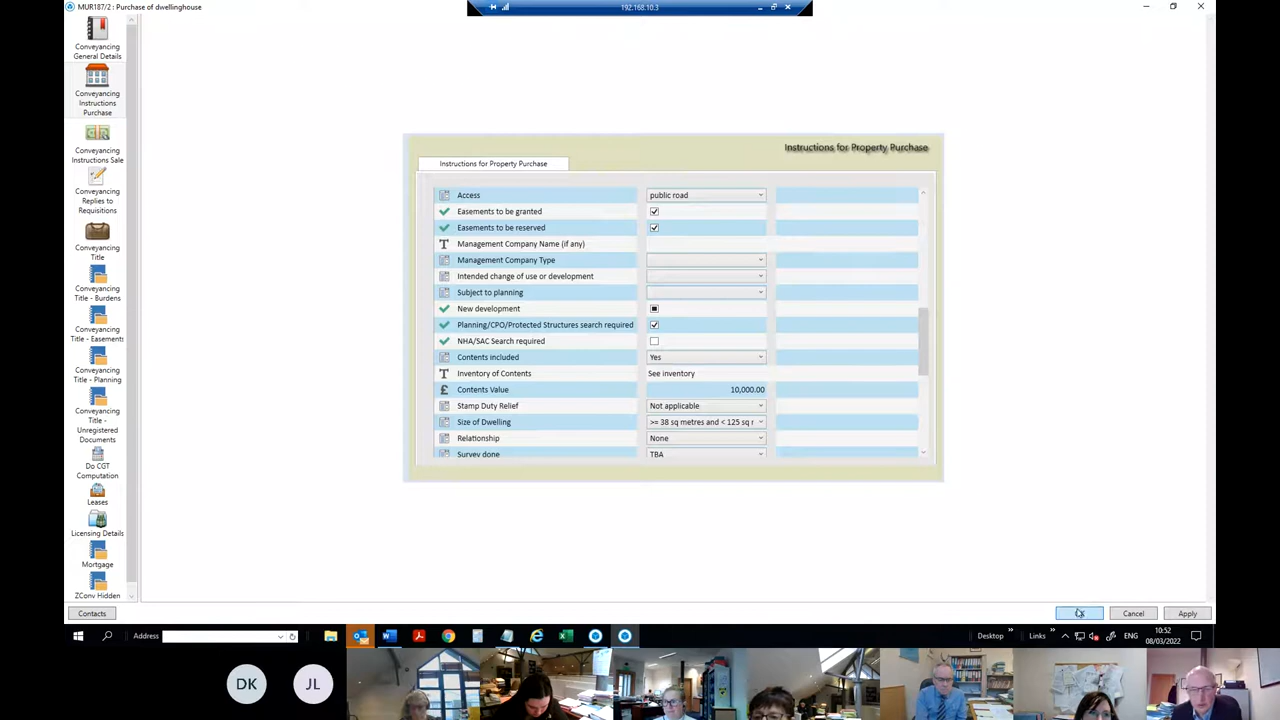 MUR187/2 : Purchase of dwellinghouse
192.168.10.3
Conveyancing
General Details
Conveyancing
Instructions
Purchase
Conveyancing
Instructions Sale
Conveyancing
Replies to
Requisitions
Conveyancing
Title
Conveyancing
Title - Burdens
Conveyancing
Title - Easements
Conveyancing
Title - Planning
Conveyancing
Title -
Unregistered
Documents
Do CGT
Computation
Leases
Licensing Details
Mortgage
ZConv Hidden
Instructions for Property Purchase
Instructions for Property Purchase
Access public road
Easements to be granted
Easements to be reserved
Management Company Name (if any)
Management Company Type
Intended change of use or development
Subject to planning
New development
Planning/CPO/Protected Structures search required
NHA/SAC Search required
Contents included Yes
Inventory of Contents See inventory
Contents Value 10,000.00
Stamp Duty Relief Not applicable
Size of Dwelling >= 38 sq metres and < 125 sq r
Relationship None
Survey done TBA
Contacts
OK Cancel Apply
Address
Desktop
Links
ENG
10:52
08/03/2022
DK
JL